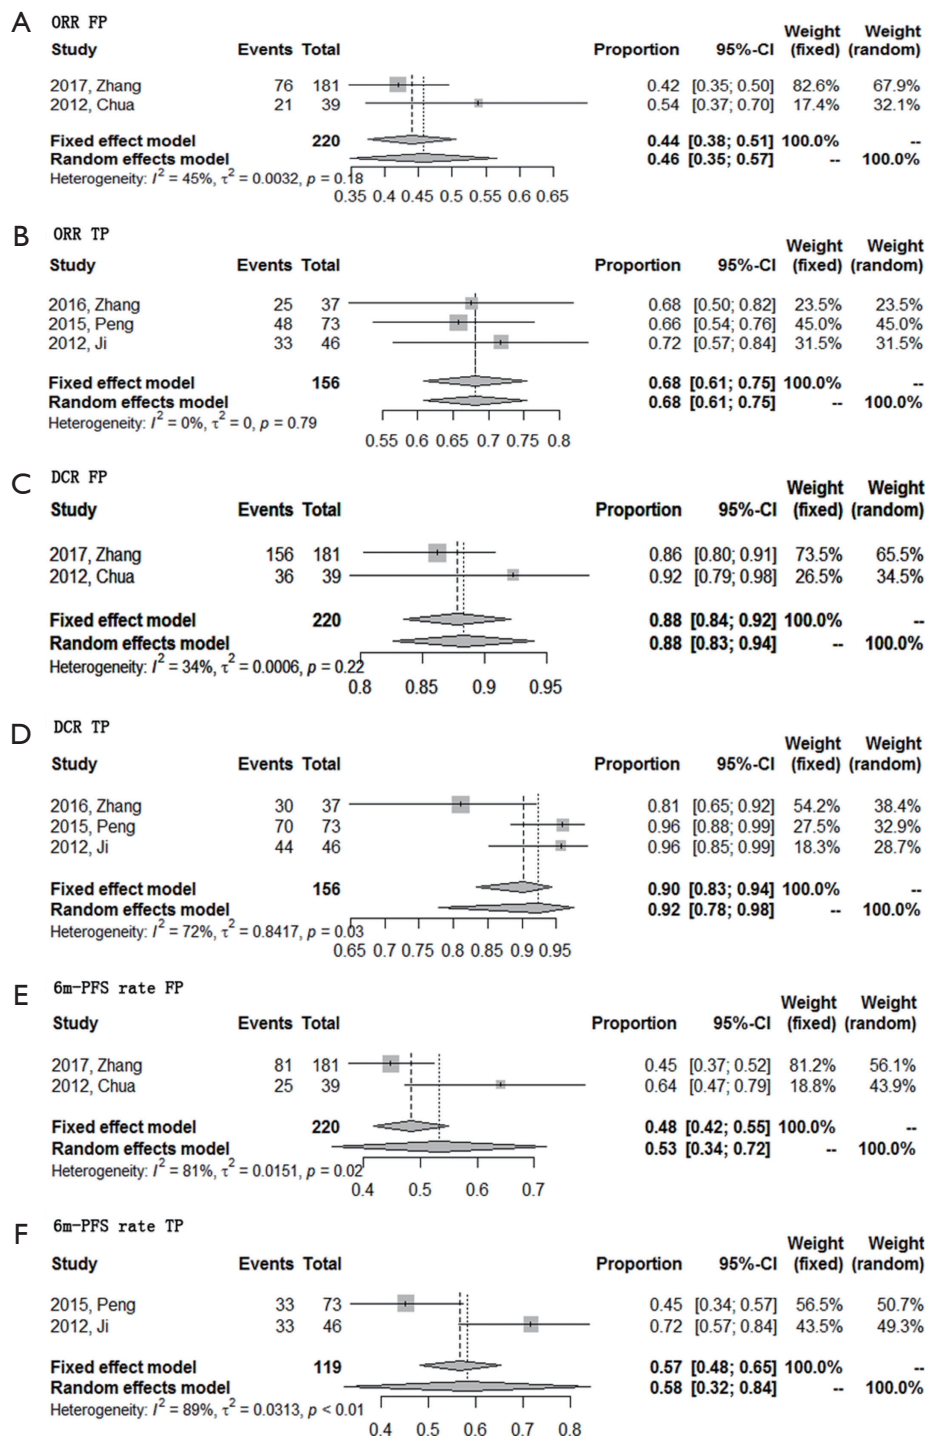 A ORR FP
Weight Weight
Study Events Total Proportion 95%-CI (fixed) (random)
2017, Zhang 76 181 0.42 [0.35; 0.50] 82.6% 67.9%
2012, Chua 21 39 0.54 [0.37; 0.70] 17.4% 32.1%
Fixed effect model 220 0.44 [0.38; 0.51] 100.0% --
Random effects model 0.46 [0.35; 0.57] -- 100.0%
Heterogeneity: I² = 45%, τ² = 0.0032, p = 0.18
0.35 0.4 0.45 0.5 0.55 0.6 0.65
B ORR TP
Weight Weight
Study Events Total Proportion 95%-CI (fixed) (random)
2016, Zhang 25 37 0.68 [0.50; 0.82] 23.5% 23.5%
2015, Peng 48 73 0.66 [0.54; 0.76] 45.0% 45.0%
2012, Ji 33 46 0.72 [0.57; 0.84] 31.5% 31.5%
Fixed effect model 156 0.68 [0.61; 0.75] 100.0% --
Random effects model 0.68 [0.61; 0.75] -- 100.0%
Heterogeneity: I² = 0%, τ² = 0, p = 0.79
0.55 0.6 0.65 0.7 0.75 0.8
C DCR FP
Weight Weight
Study Events Total Proportion 95%-CI (fixed) (random)
2017, Zhang 156 181 0.86 [0.80; 0.91] 73.5% 65.5%
2012, Chua 36 39 0.92 [0.79; 0.98] 26.5% 34.5%
Fixed effect model 220 0.88 [0.84; 0.92] 100.0% --
Random effects model 0.88 [0.83; 0.94] -- 100.0%
Heterogeneity: I² = 34%, τ² = 0.0006, p = 0.22
0.8 0.85 0.9 0.95
D DCR TP
Weight Weight
Study Events Total Proportion 95%-CI (fixed) (random)
2016, Zhang 30 37 0.81 [0.65; 0.92] 54.2% 38.4%
2015, Peng 70 73 0.96 [0.88; 0.99] 27.5% 32.9%
2012, Ji 44 46 0.96 [0.85; 0.99] 18.3% 28.7%
Fixed effect model 156 0.90 [0.83; 0.94] 100.0% --
Random effects model 0.92 [0.78; 0.98] -- 100.0%
Heterogeneity: I² = 72%, τ² = 0.8417, p = 0.03
0.65 0.7 0.75 0.8 0.85 0.9 0.95
E 6m-PFS rate FP
Weight Weight
Study Events Total Proportion 95%-CI (fixed) (random)
2017, Zhang 81 181 0.45 [0.37; 0.52] 81.2% 56.1%
2012, Chua 25 39 0.64 [0.47; 0.79] 18.8% 43.9%
Fixed effect model 220 0.48 [0.42; 0.55] 100.0% --
Random effects model 0.53 [0.34; 0.72] -- 100.0%
Heterogeneity: I² = 81%, τ² = 0.0151, p = 0.02
0.4 0.5 0.6 0.7
F 6m-PFS rate TP
Weight Weight
Study Events Total Proportion 95%-CI (fixed) (random)
2015, Peng 33 73 0.45 [0.34; 0.57] 56.5% 50.7%
2012, Ji 33 46 0.72 [0.57; 0.84] 43.5% 49.3%
Fixed effect model 119 0.57 [0.48; 0.65] 100.0% --
Random effects model 0.58 [0.32; 0.84] -- 100.0%
Heterogeneity: I² = 89%, τ² = 0.0313, p < 0.01
0.4 0.5 0.6 0.7 0.8